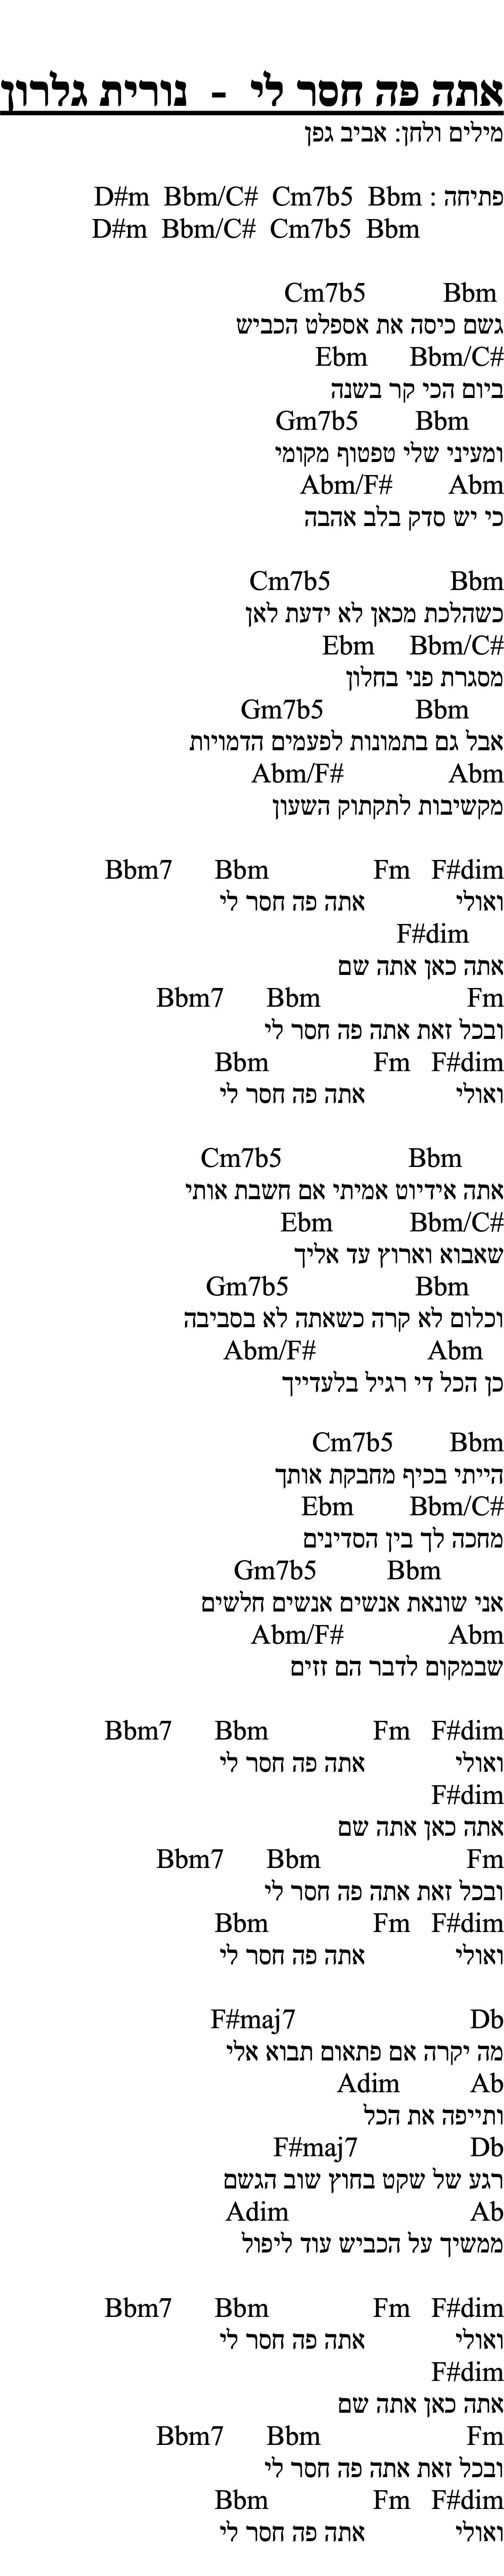 אתה פה חסר לי - נורית גלרון
מילים ולחן: אביב גפן
פתיחה : D#m Bbm/C# Cm7b5 Bbm
D#m Bbm/C# Cm7b5 Bbm
Cm7b5 Bbm
גשם כיסה את אספלט הכביש
Ebm Bbm/C#
ביום הכי קר בשנה
Gm7b5 Bbm
ומעיני שלי טפטוף מקומי
Abm/F# Abm
כי יש סדק בלב אהבה
Cm7b5 Bbm
כשהלכת מכאן לא ידעת לאן
Ebm Bbm/C#
מסגרת פני בחלון
Gm7b5 Bbm
אבל גם בתמונות לפעמים הדמויות
Abm/F# Abm
מקשיבות לתקתוק השעון
Bbm7 Bbm Fm F#dim
ואולי אתה פה חסר לי
F#dim
אתה כאן אתה שם
Bbm7 Bbm Fm
ובכל זאת אתה פה חסר לי
Bbm Fm F#dim
ואולי אתה פה חסר לי
Cm7b5 Bbm
אתה אידיוט אמיתי אם חשבת אותי
Ebm Bbm/C#
שאבוא וארוץ עד אליך
Gm7b5 Bbm
וכלום לא קרה כשאתה לא בסביבה
Abm/F# Abm
כן הכל די רגיל בלעדייך
Cm7b5 Bbm
הייתי בכיף מחבקת אותך
Ebm Bbm/C#
מחכה לך בין הסדינים
Gm7b5 Bbm
אני שונאת אנשים אנשים חלשים
Abm/F# Abm
שבמקום לדבר הם זזים
Bbm7 Bbm Fm F#dim
ואולי אתה פה חסר לי
F#dim
אתה כאן אתה שם
Bbm7 Bbm Fm
ובכל זאת אתה פה חסר לי
Bbm Fm F#dim
ואולי אתה פה חסר לי
F#maj7 Db
מה יקרה אם פתאום תבוא אלי
Adim Ab
ותייפה את הכל
F#maj7 Db
רגע של שקט בחוץ שוב הגשם
Adim Ab
ממשיך על הכביש עוד ליפול
Bbm7 Bbm Fm F#dim
ואולי אתה פה חסר לי
F#dim
אתה כאן אתה שם
Bbm7 Bbm Fm
ובכל זאת אתה פה חסר לי
Bbm Fm F#dim
ואולי אתה פה חסר לי